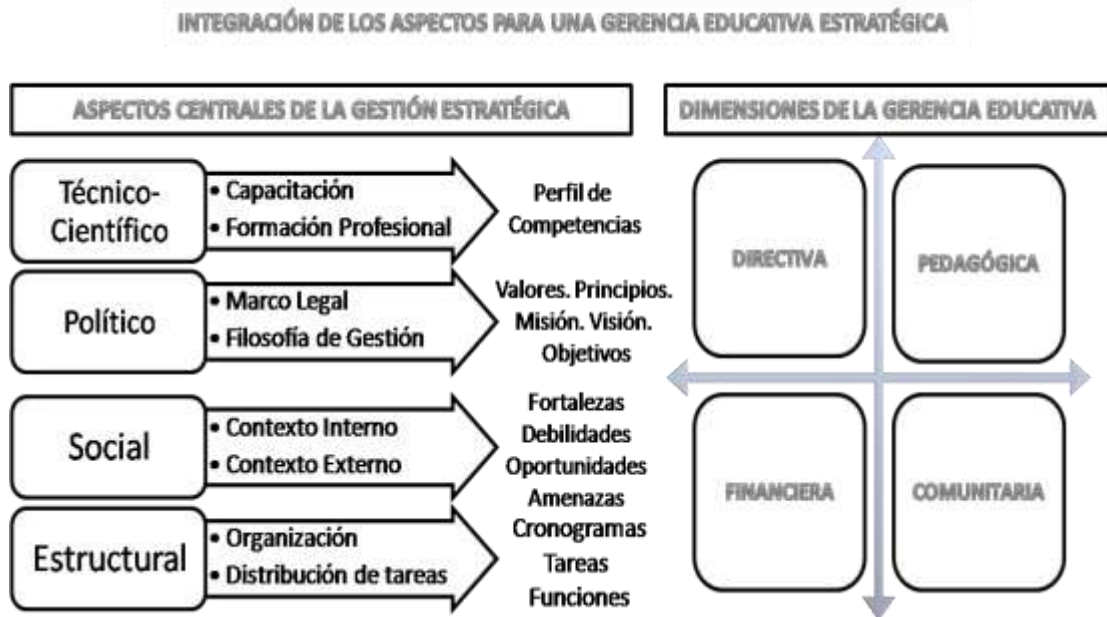 INTEGRACIÓN DE LOS ASPECTOS PARA UNA GERENCIA EDUCATIVA ESTRATÉGICA
ASPECTOS CENTRALES DE LA GESTIÓN ESTRATÉGICA
Técnico-
Científico
• Capacitación
• Formación Profesional
Perfil de
Competencias
Político
• Marco Legal
• Filosofía de Gestión
Valores. Principios.
Misión. Visión.
Objetivos
Social
• Contexto Interno
• Contexto Externo
Fortalezas
Debilidades
Oportunidades
Amenazas
Estructural
• Organización
• Distribución de tareas
Cronogramas
Tareas
Funciones
DIMENSIONES DE LA GERENCIA EDUCATIVA
DIRECTIVA
PEDAGÓGICA
FINANCIERA
COMUNITARIA